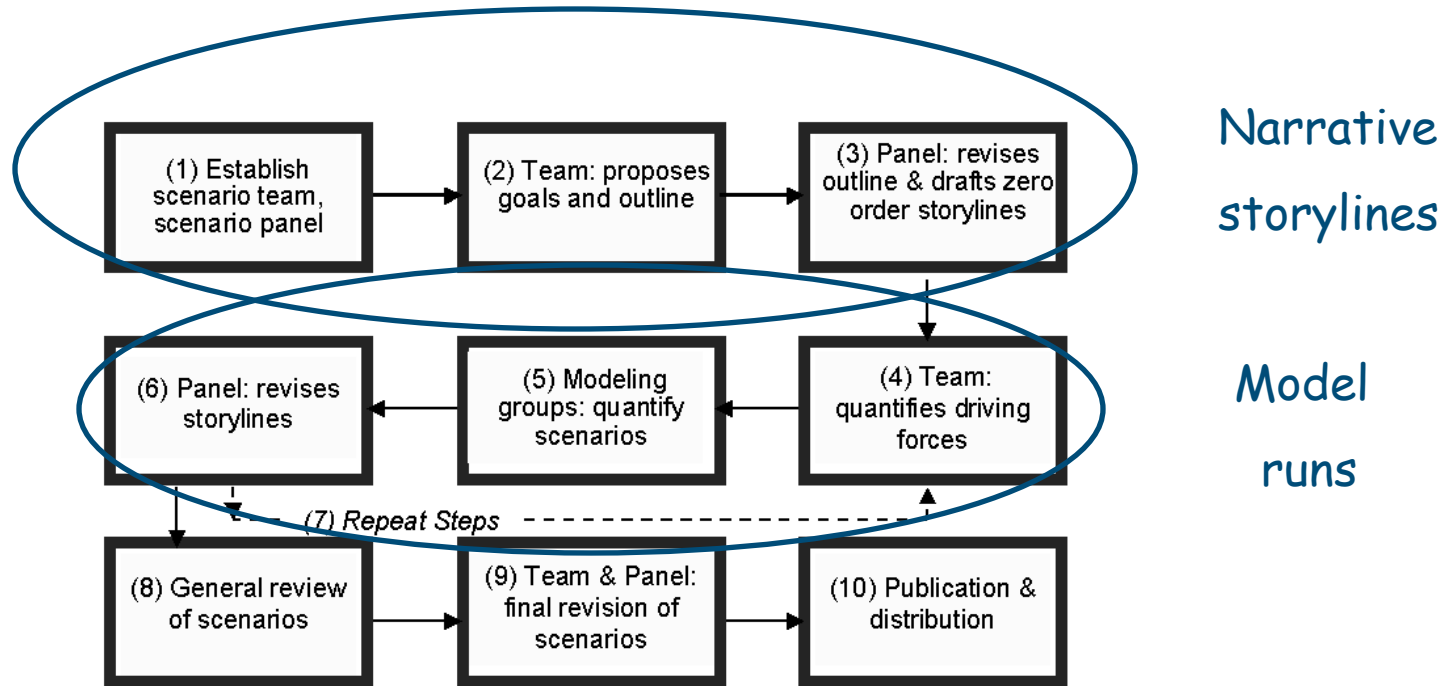 (1) Establish
scenario team,
scenario panel
(2) Team: proposes
goals and outline
(3) Panel: revises
outline & drafts zero
order storylines
Narrative
storylines
(6) Panel: revises
storylines
(5) Modeling
groups: quantify
scenarios
(4) Team:
quantifies driving
forces
Model
runs
(7) Repeat Steps
(8) General review
of scenarios
(9) Team & Panel:
final revision of
scenarios
(10) Publication &
distribution